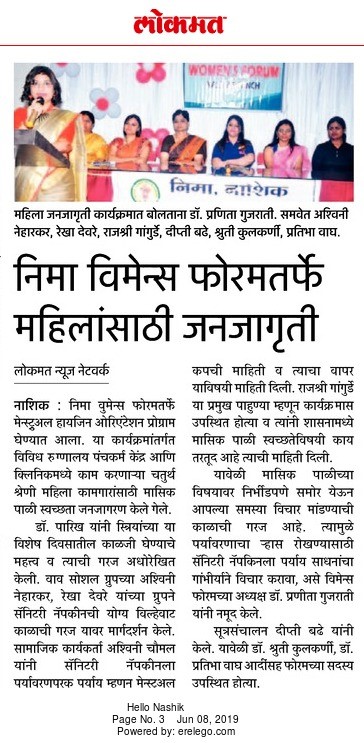 लोकमत
WOMEN'S FORUM
निमा, नाशिक
महिला जनजागृती कार्यक्रमात बोलताना डॉ. प्रणिता गुजराती. समवेत अश्विनी
नेहारकर, रेखा देवरे, राजश्री गांगुर्डे, दीप्ती बढे, श्रुती कुलकर्णी, प्रतिभा वाघ.
निमा विमेन्स फोरमतर्फे
महिलांसाठी जनजागृती
लोकमत न्यूज नेटवर्क
नाशिक : निमा वुमेन्स फोरमतर्फे
मेन्स्ट्रुअल हायजिन ओरिएंटेशन प्रोग्राम
घेण्यात आला. या कार्यक्रमांतर्गत
विविध रुग्णालय पंचकर्म केंद्र आणि
क्लिनिकमध्ये काम करणाऱ्या चतुर्थ
श्रेणी महिला कामगारांसाठी मासिक
पाळी स्वच्छता जनजागरण केले गेले.
डॉ. पारिख यांनी स्त्रियांच्या या
विशेष दिवसातील काळजी घेण्याचे
महत्व व त्याची गरज अधोरेखित
केली. वाव सोशल ग्रुपच्या अश्विनी
नेहारकर, रेखा देवरे यांच्या ग्रुपने
सॅनिटरी नॅपकीनची योग्य विल्हेवाट
काळाची गरज यावर मार्गदर्शन केले.
सामाजिक कार्यकर्ता अश्विनी चौमल
यांनी सॅनिटरी नॅपकीनला
पर्यावरणपरक पर्याय म्हणन मेन्स्टअल
कपची माहिती व त्याचा वापर
याविषयी माहिती दिली. राजश्री गांगुर्डे
या प्रमुख पाहुण्या म्हणून कार्यक्रमास
उपस्थित होत्या व त्यांनी शासनामध्ये
मासिक पाळी स्वच्छतेविषयी काय
तरतूद आहे त्याची माहिती दिली.
यावेळी मासिक पाळीच्या
विषयावर निर्भीडपणे समोर येऊन
आपल्या समस्या विचार मांडण्याची
काळाची गरज आहे. त्यामुळे
पर्यावरणाचा ऱ्हास रोखण्यासाठी
सॅनिटरी नॅपकिनला पर्याय साधनांचा
गांभीर्याने विचार करावा, असे विमेन्स
फोरमच्या अध्यक्ष डॉ. प्रणीता गुजराती
यांनी नमूद केले.
सूत्रसंचालन दीप्ती बढे यांनी
केले. यावेळी डॉ. श्रुती कुलकर्णी, डॉ.
प्रतिभा वाघ आदींसह फोरमच्या सदस्य
उपस्थित होत्या.
Hello Nashik
Page No. 3 Jun 08, 2019
Powered by: erelego.com